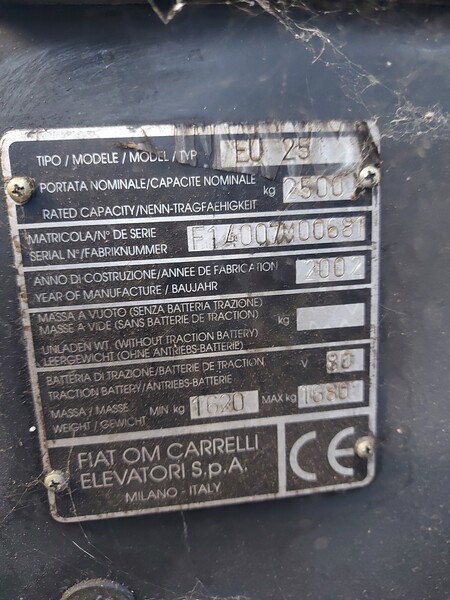 TIPO / MODELE / MODEL / TYP EU 25
PORTATA NOMINALE/CAPACITE NOMINALE kg 2500
RATED CAPACITY/NENN-TRAGFAEHIGKEIT
MATRICOLA/N° DE SERIE
SERIAL N°/FABRIKNUMMER F14007M00681
ANNO DI COSTRUZIONE/ANNEE DE FABRICATION 2002
YEAR OF MANUFACTURE / BAUJAHR
MASSA A VUOTO (SENZA BATTERIA TRAZIONE)
MASSE A VIDE (SANS BATTERIE DE TRACTION) kg
UNLADEN WT. (WITHOUT TRACTION BATTERY)
LEERGEWICHT (OHNE ANTRIEBS-BATTERIE)
BATTERIA DI TRAZIONE/BATTERIE DE TRACTION V 80
TRACTION BATTERY/ANTRIEBS-BATTERIE
MASSA / MASSE MIN kg 1620 MAX kg 1680
WEIGHT / GEWICHT
FIAT OM CARRELLI
ELEVATORI S.p.A.
MILANO - ITALY
CE